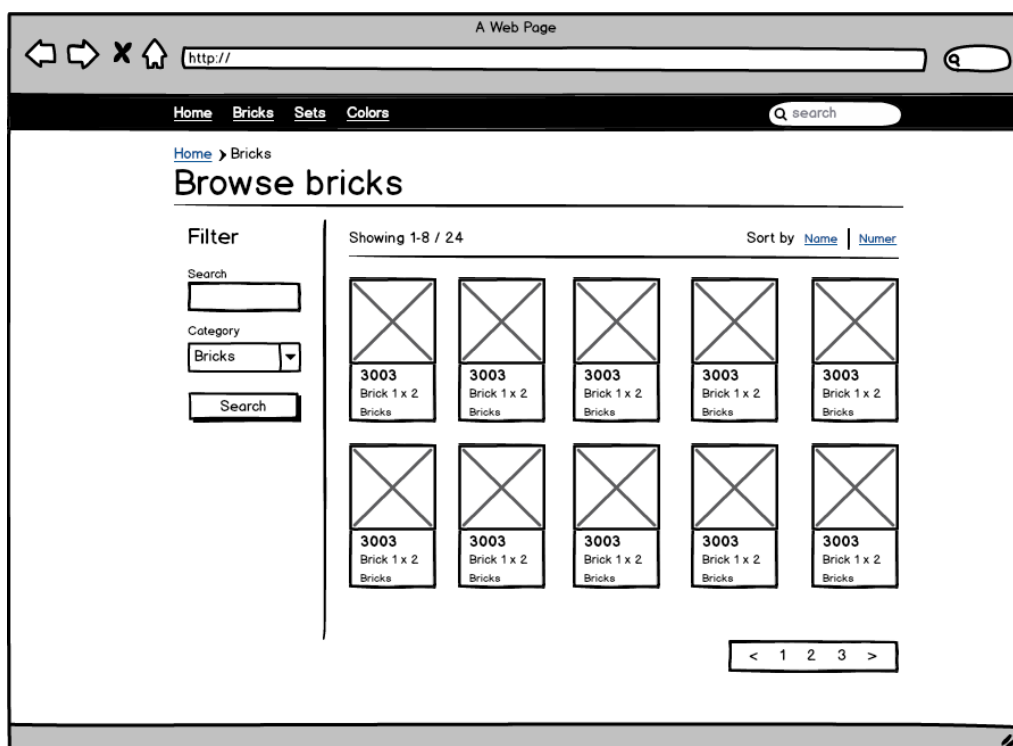 A Web Page
http://
Home Bricks Sets Colors search
Home > Bricks
Browse bricks
Filter
Search
Category
Bricks
Search
Showing 1-8 / 24 Sort by Name | Numer
3003 3003 3003 3003 3003
Brick 1 x 2 Brick 1 x 2 Brick 1 x 2 Brick 1 x 2 Brick 1 x 2
Bricks Bricks Bricks Bricks Bricks
3003 3003 3003 3003 3003
Brick 1 x 2 Brick 1 x 2 Brick 1 x 2 Brick 1 x 2 Brick 1 x 2
Bricks Bricks Bricks Bricks Bricks
< 1 2 3 >